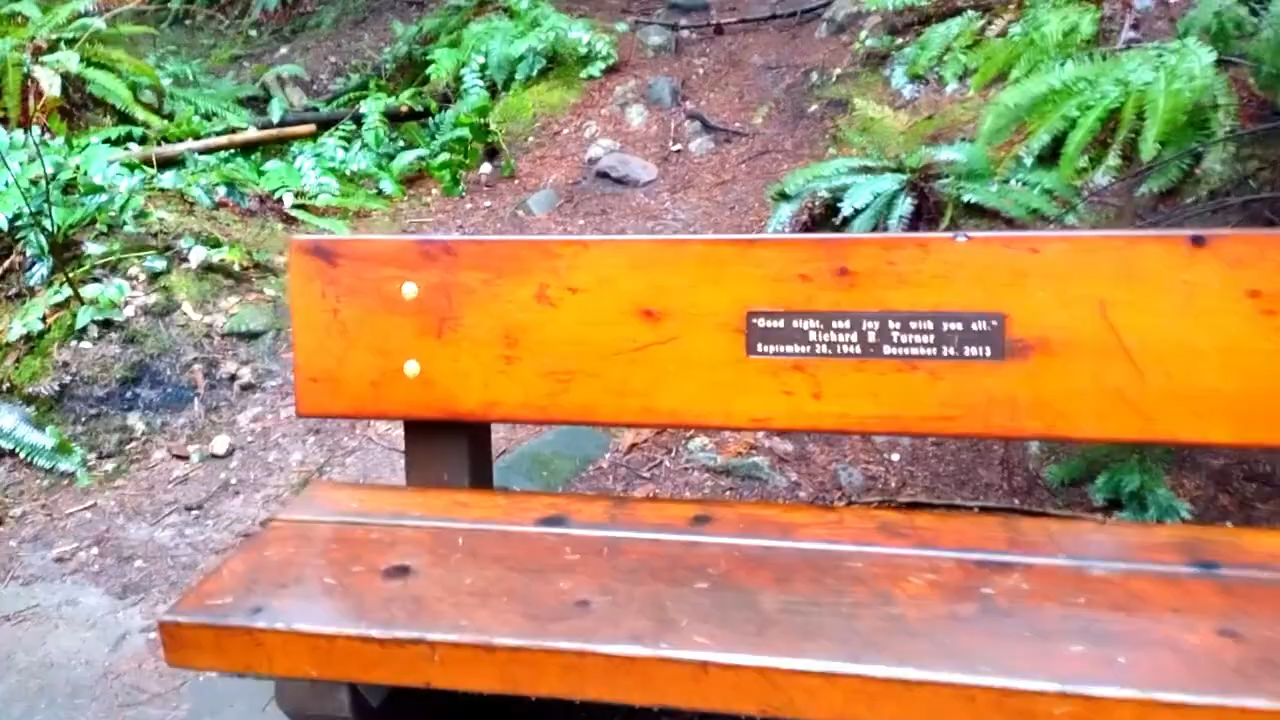 "Good night, and joy be with you all."
Richard B. Turner
September 28, 1946 - December 24, 2013